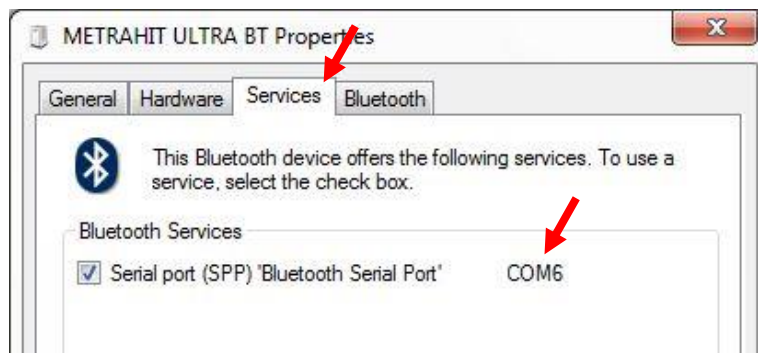 METRAHIT ULTRA BT Properties
General Hardware Services Bluetooth
This Bluetooth device offers the following services. To use a
service, select the check box.
Bluetooth Services
Serial port (SPP) 'Bluetooth Serial Port' COM6